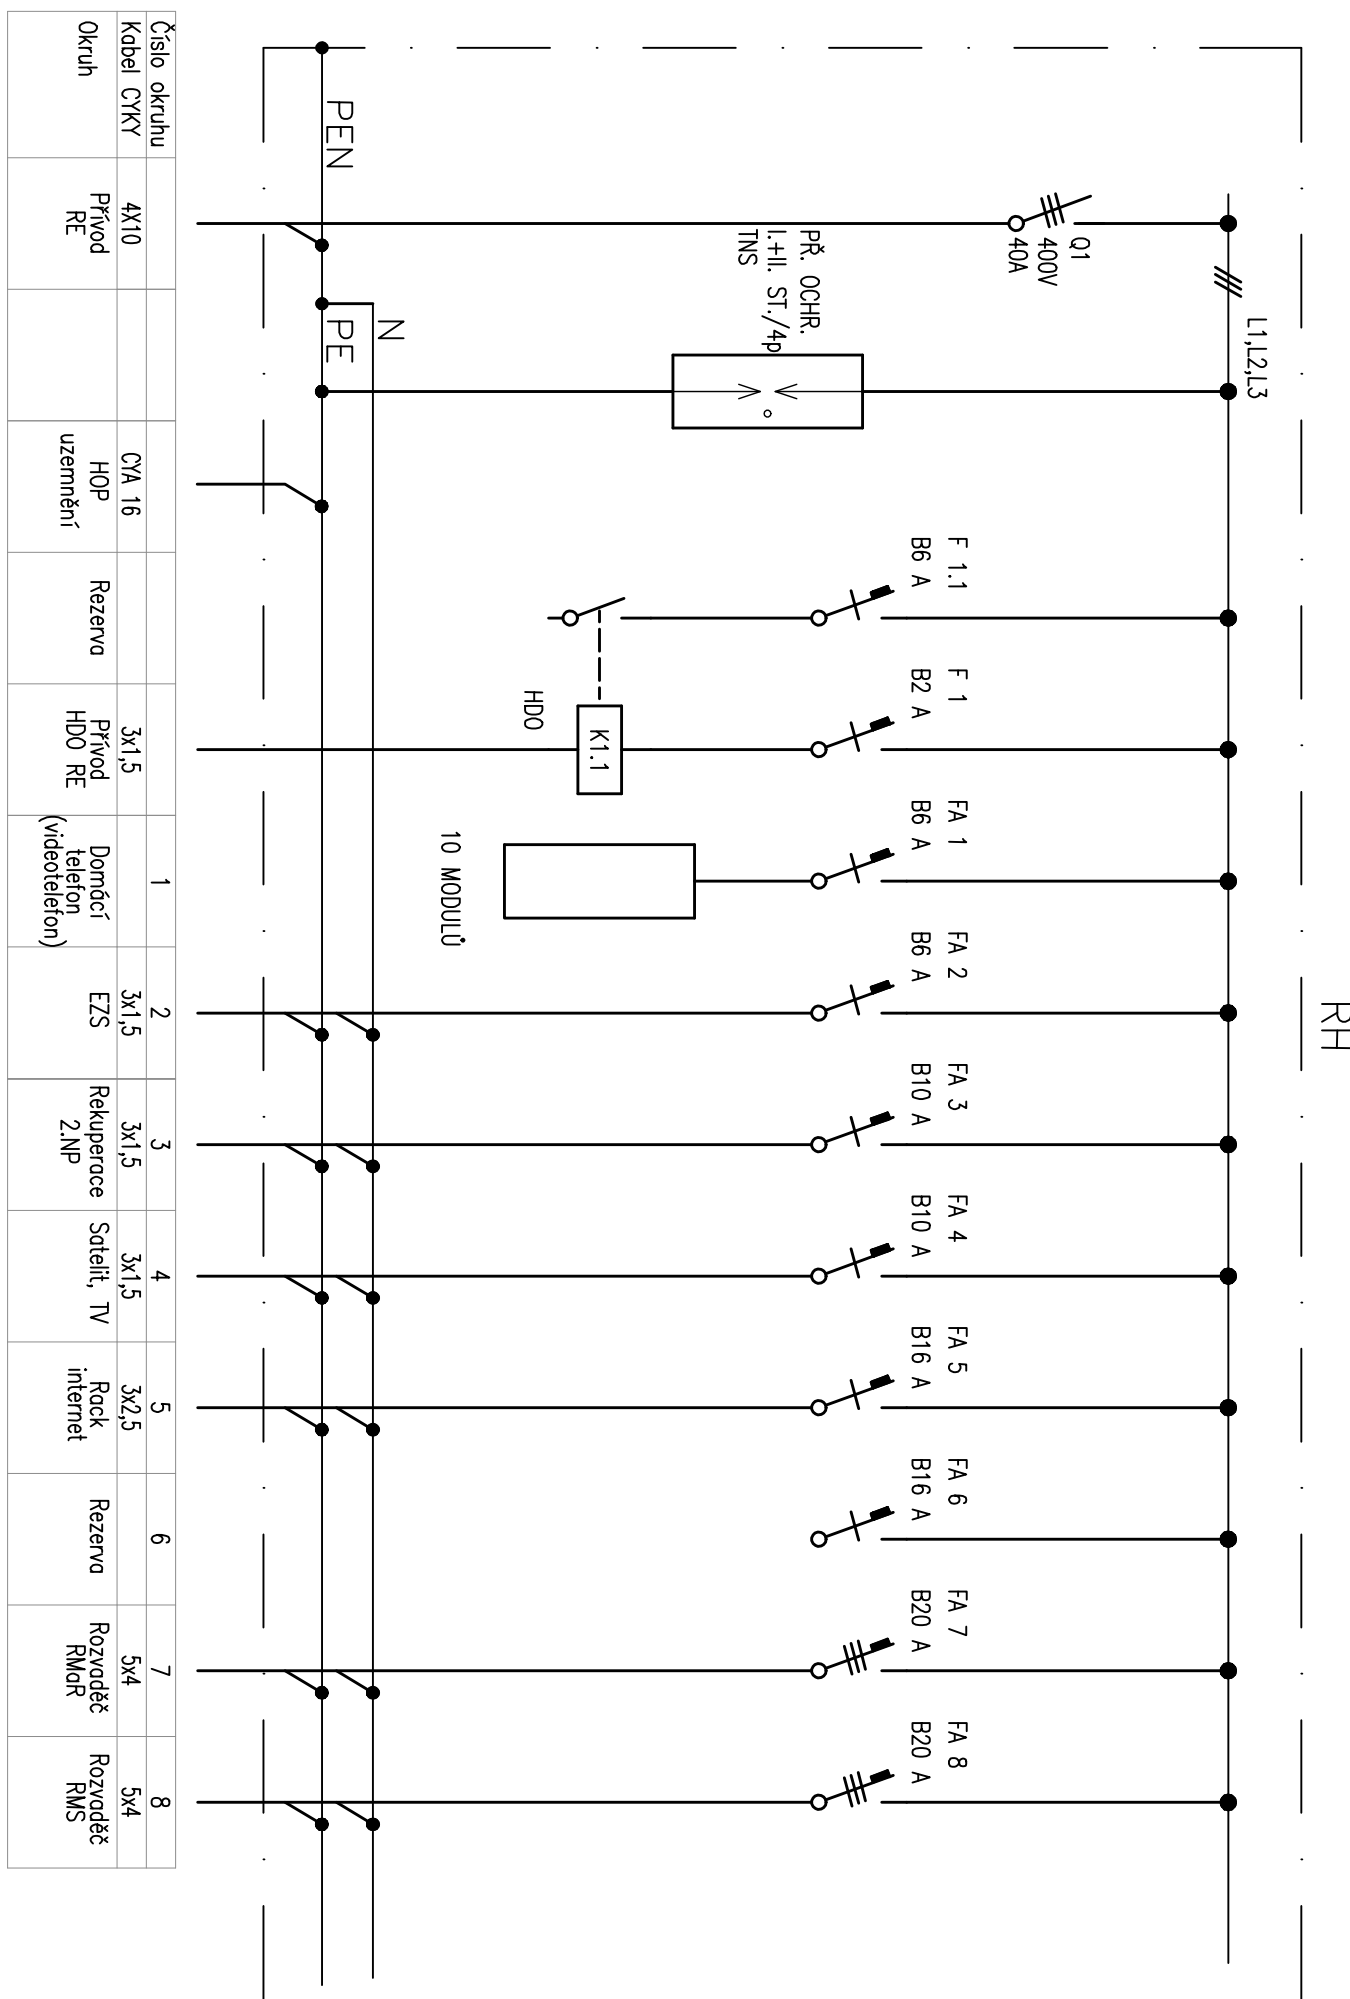 RH
L1,L2,L3
Q1
400V
40A
PEN
N
PE
PŘ. OCHR.
I.+II. ST./4p
TNS
F 1.1
B6 A
F 1
B2 A
FA 1
B6 A
FA 2
B6 A
FA 3
B10 A
FA 4
B10 A
FA 5
B16 A
FA 6
B16 A
FA 7
B20 A
FA 8
B20 A
K1.1
HDO
10 MODULŮ
Číslo okruhu
1
2
3
4
5
6
7
8
Kabel CYKY
4X10
CYA 16
3x1,5
3x1,5
3x1,5
3x1,5
3x2,5
5x4
5x4
Okruh
Přívod
RE
HOP
uzemnění
Rezerva
Přívod
HDO RE
Domácí
telefon
(videotelefon)
EZS
Rekuperace
2.NP
Satelit, TV
Rack
internet
Rezerva
Rozvaděč
RMaR
Rozvaděč
RMS